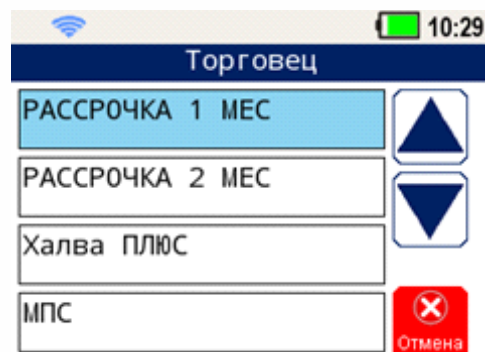 10:29
Торговец
РАССРОЧКА 1 МЕС
РАССРОЧКА 2 МЕС
Халва ПЛЮС
МПС
Отмена